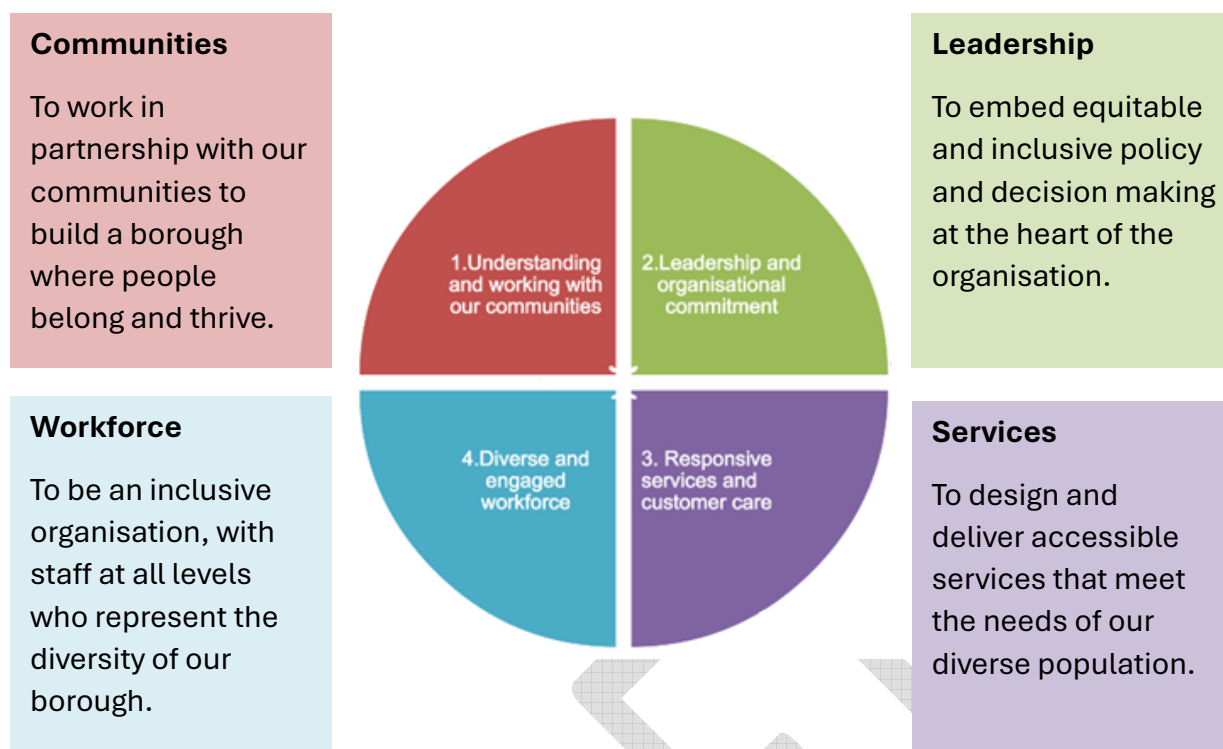 Communities
To work in
partnership with our
communities to
build a borough
where people
belong and thrive.
Leadership
To embed equitable
and inclusive policy
and decision making
at the heart of the
organisation.
1.Understanding
and working with
our communities
2.Leadership and
organisational
commitment
4.Diverse and
engaged
workforce
3. Responsive
services and
customer care
Workforce
To be an inclusive
organisation, with
staff at all levels
who represent the
diversity of our
borough.
Services
To design and
deliver accessible
services that meet
the needs of our
diverse population.